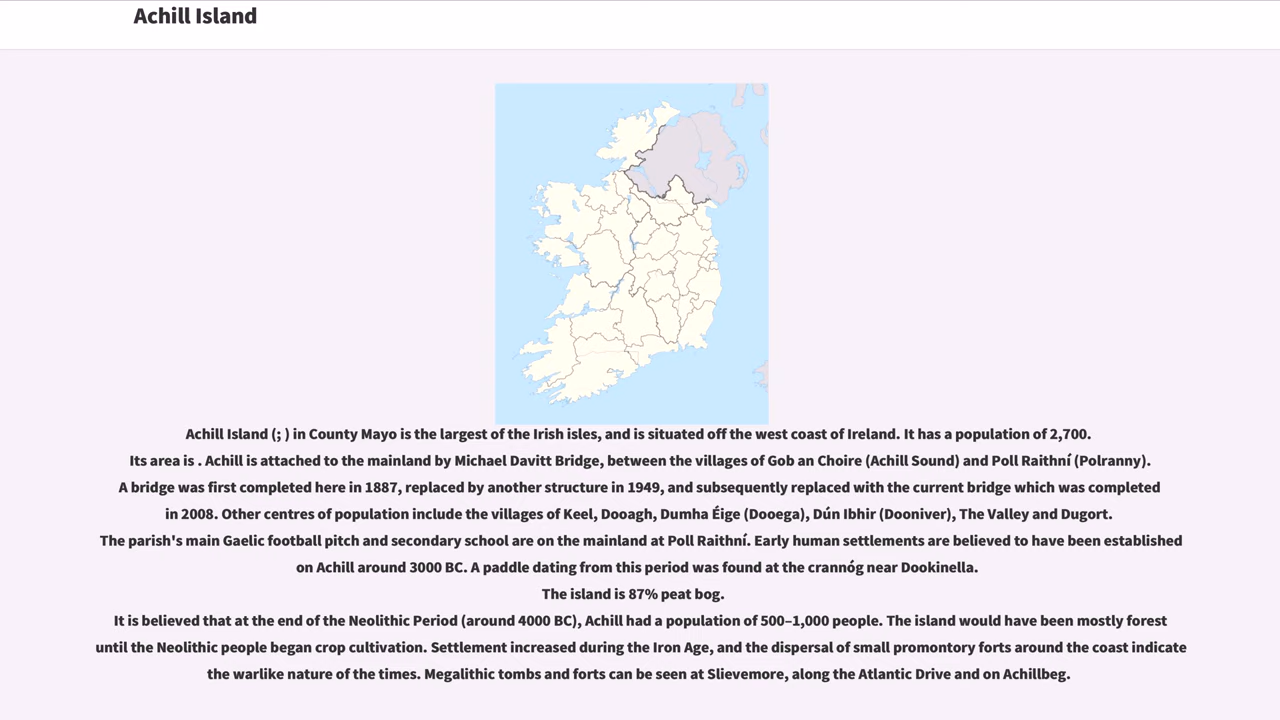 Achill Island
Achill Island (; ) in County Mayo is the largest of the Irish isles, and is situated off the west coast of Ireland. It has a population of 2,700.
Its area is . Achill is attached to the mainland by Michael Davitt Bridge, between the villages of Gob an Choire (Achill Sound) and Poll Raithní (Polranny).
A bridge was first completed here in 1887, replaced by another structure in 1949, and subsequently replaced with the current bridge which was completed
in 2008. Other centres of population include the villages of Keel, Dooagh, Dumha Éige (Dooega), Dún Ibhir (Dooniver), The Valley and Dugort.
The parish's main Gaelic football pitch and secondary school are on the mainland at Poll Raithní. Early human settlements are believed to have been established
on Achill around 3000 BC. A paddle dating from this period was found at the crannóg near Dookinella.
The island is 87% peat bog.
It is believed that at the end of the Neolithic Period (around 4000 BC), Achill had a population of 500–1,000 people. The island would have been mostly forest
until the Neolithic people began crop cultivation. Settlement increased during the Iron Age, and the dispersal of small promontory forts around the coast indicate
the warlike nature of the times. Megalithic tombs and forts can be seen at Slievemore, along the Atlantic Drive and on Achillbeg.